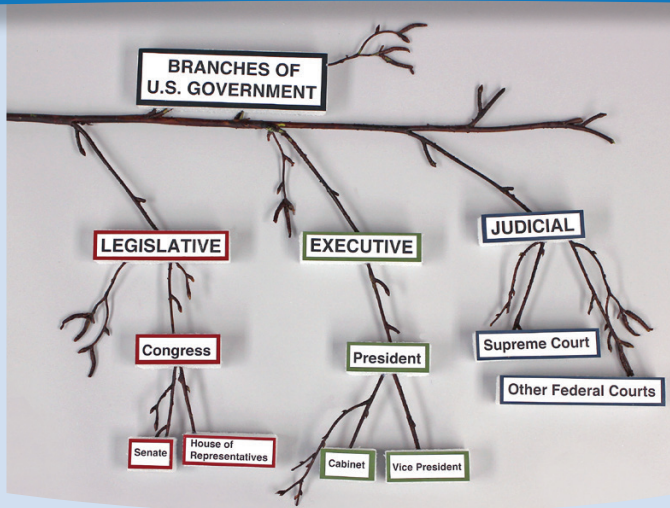 BRANCHES OF
U.S. GOVERNMENT
LEGISLATIVE
EXECUTIVE
JUDICIAL
Congress
President
Supreme Court
Other Federal Courts
Senate
House of
Representatives
Cabinet
Vice President